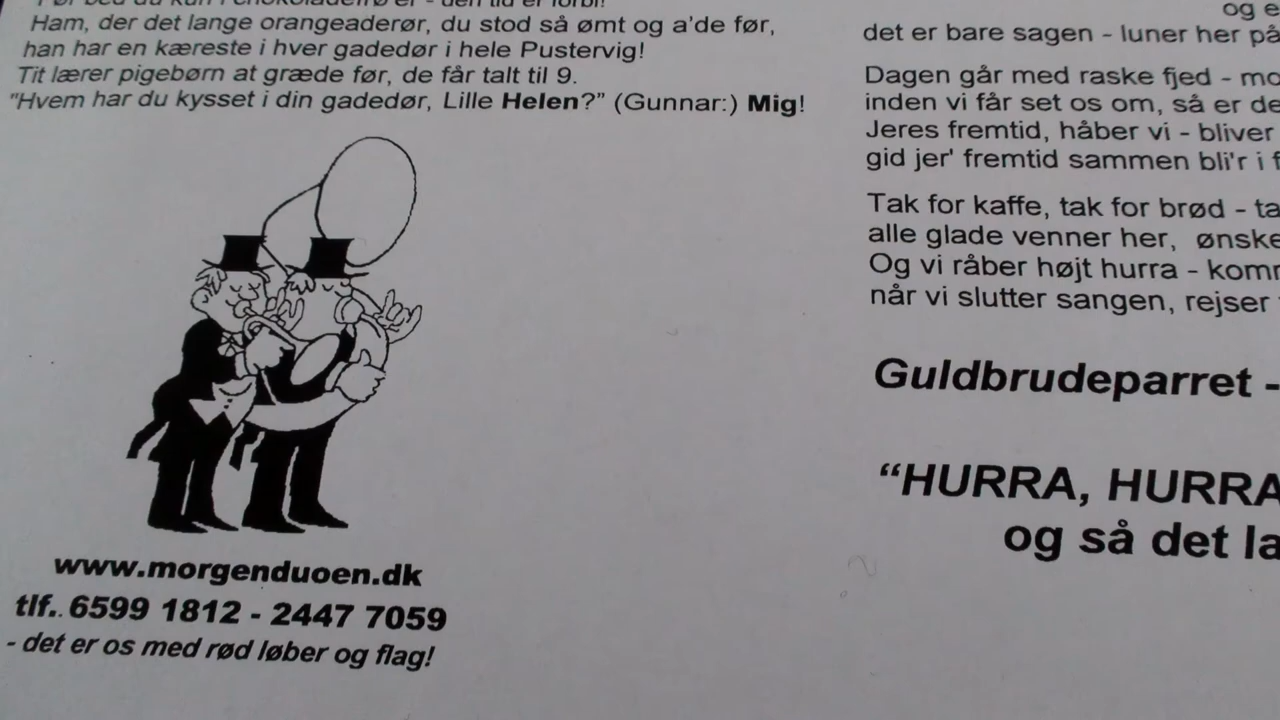 Ham, der det lange orangeaderør, du stod så ømt og a'de før,
han har en kæreste i hver gadedør i hele Pustervig!
Tit lærer pigebørn at græde før, de får talt til 9.
"Hvem har du kysset i din gadedør, Lille Helen?" (Gunnar:) Mig!
www.morgenduoen.dk
tlf.. 6599 1812 - 2447 7059
- det er os med rød løber og flag!
og
det er bare sagen - luner her på
Dagen går med raske fjed -
inden vi får set os om, så er
Jeres fremtid, håber vi - bliver
gid jer' fremtid sammen bli'r i
Tak for kaffe, tak for brød -
alle glade venner her, ønske
Og vi råber højt hurra -
når vi slutter sangen, rejser
Guldbrudeparret -
"HURRA, HURRA
og så det